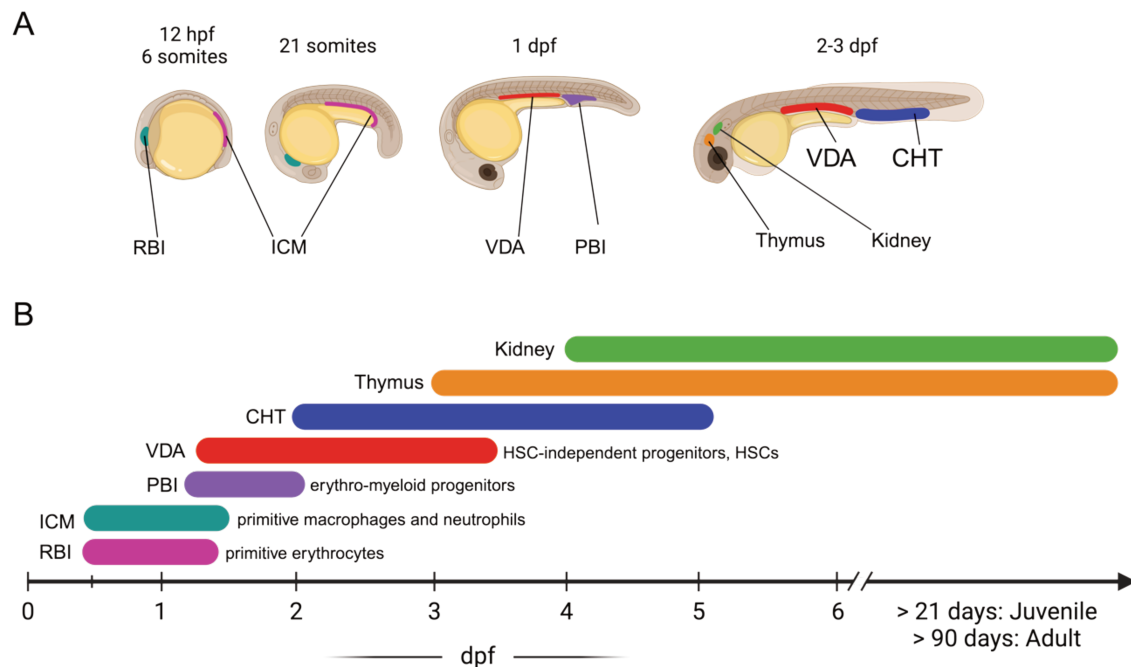 A
12 hpf
6 somites
21 somites
1 dpf
2-3 dpf
VDA
CHT
RBI
ICM
VDA
PBI
Thymus
Kidney
B
Kidney
Thymus
CHT
VDA
HSC-independent progenitors, HSCs
PBI
erythro-myeloid progenitors
ICM
primitive macrophages and neutrophils
RBI
primitive erythrocytes
0
1
2
3
4
5
6
> 21 days: Juvenile
> 90 days: Adult
dpf